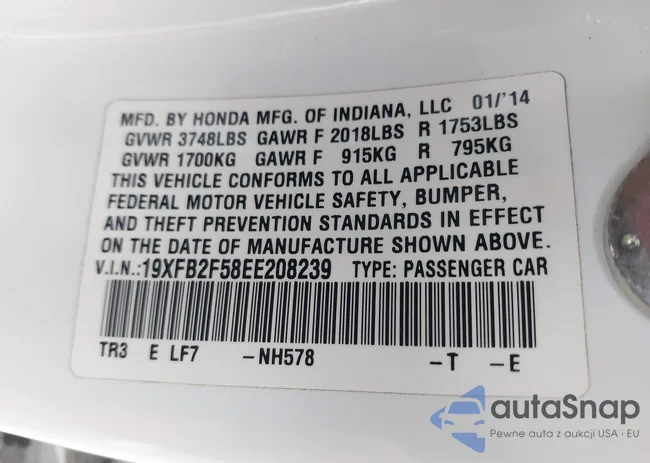 MFD. BY HONDA MFG. OF INDIANA, LLC 01/'14
GVWR 3748LBS GAWR F 2018LBS R 1753LBS
GVWR 1700KG GAWR F 915KG R 795KG
THIS VEHICLE CONFORMS TO ALL APPLICABLE
FEDERAL MOTOR VEHICLE SAFETY, BUMPER,
AND THEFT PREVENTION STANDARDS IN EFFECT
ON THE DATE OF MANUFACTURE SHOWN ABOVE.
V.I.N.:19XFB2F58EE208239 TYPE: PASSENGER CAR
TR3 E LF7 -NH578 -T -E
autaSnap
Pewne auta z aukcji USA i EU